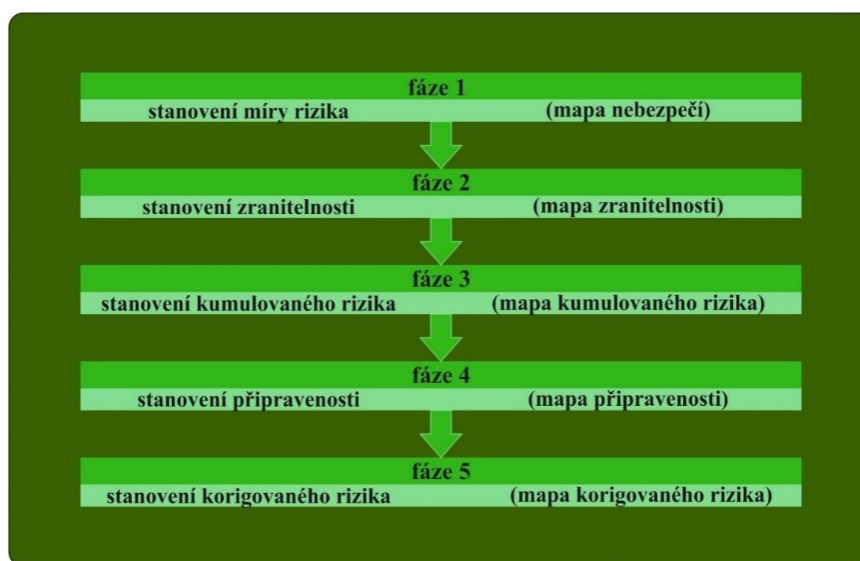 fáze 1
stanovení míry rizika (mapa nebezpečí)
fáze 2
stanovení zranitelnosti (mapa zranitelnosti)
fáze 3
stanovení kumulovaného rizika (mapa kumulovaného rizika)
fáze 4
stanovení připravenosti (mapa připravenosti)
fáze 5
stanovení korigovaného rizika (mapa korigovaného rizika)